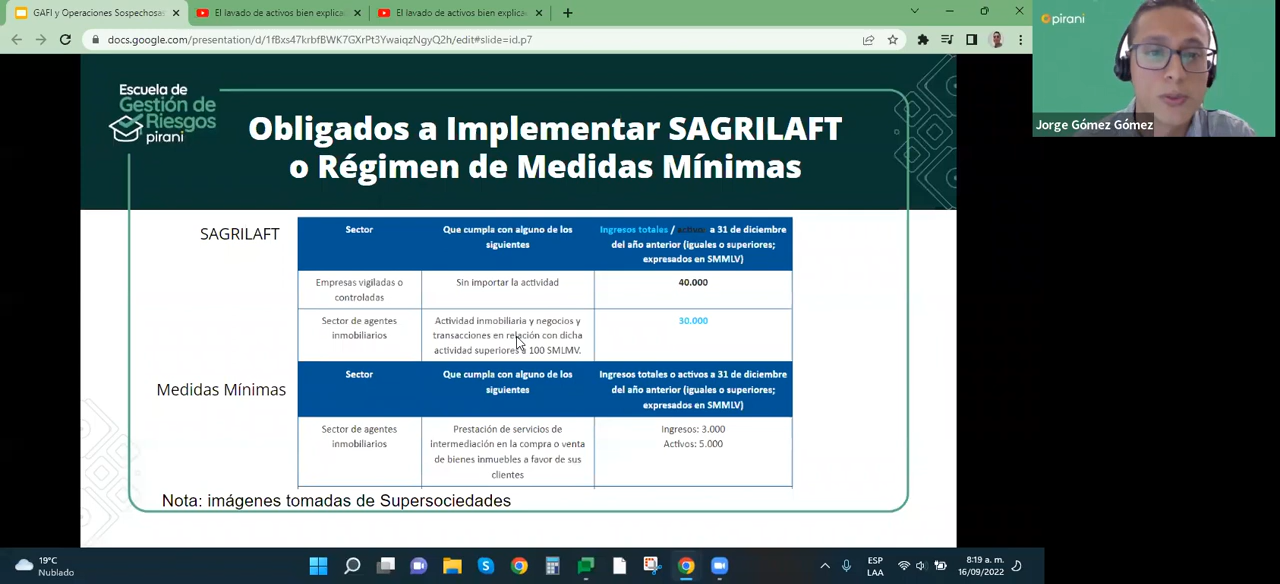 GAFI y Operaciones Sospechosas
El lavado de activos bien explica
El lavado de activos bien explica
docs.google.com/presentation/d/1fBxs47krbfBWK7GXrPt3YwaiqzNgyQ2h/edit#slide=id.p7
pirani
Jorge Gómez Gómez
Escuela de
Gestión de
Riesgos
pirani
Obligados a Implementar SAGRILAFT
o Régimen de Medidas Mínimas
SAGRILAFT
Sector
Que cumpla con alguno de los
siguientes
Ingresos totales / activos a 31 de diciembre
del año anterior (iguales o superiores;
expresados en SMMLV)
Empresas vigiladas o
controladas
Sin importar la actividad
40.000
Sector de agentes
inmobiliarios
Actividad inmobiliaria y negocios y
transacciones en relación con dicha
actividad superiores a 100 SMLMV.
30.000
Medidas Mínimas
Sector
Que cumpla con alguno de los
siguientes
Ingresos totales o activos a 31 de diciembre
del año anterior (iguales o superiores;
expresados en SMMLV)
Sector de agentes
inmobiliarios
Prestación de servicios de
intermediación en la compra o venta
de bienes inmuebles a favor de sus
clientes
Ingresos: 3.000
Activos: 5.000
Nota: imágenes tomadas de Supersociedades
19°C
Nublado
ESP
LAA
8:19 a. m.
16/09/2022